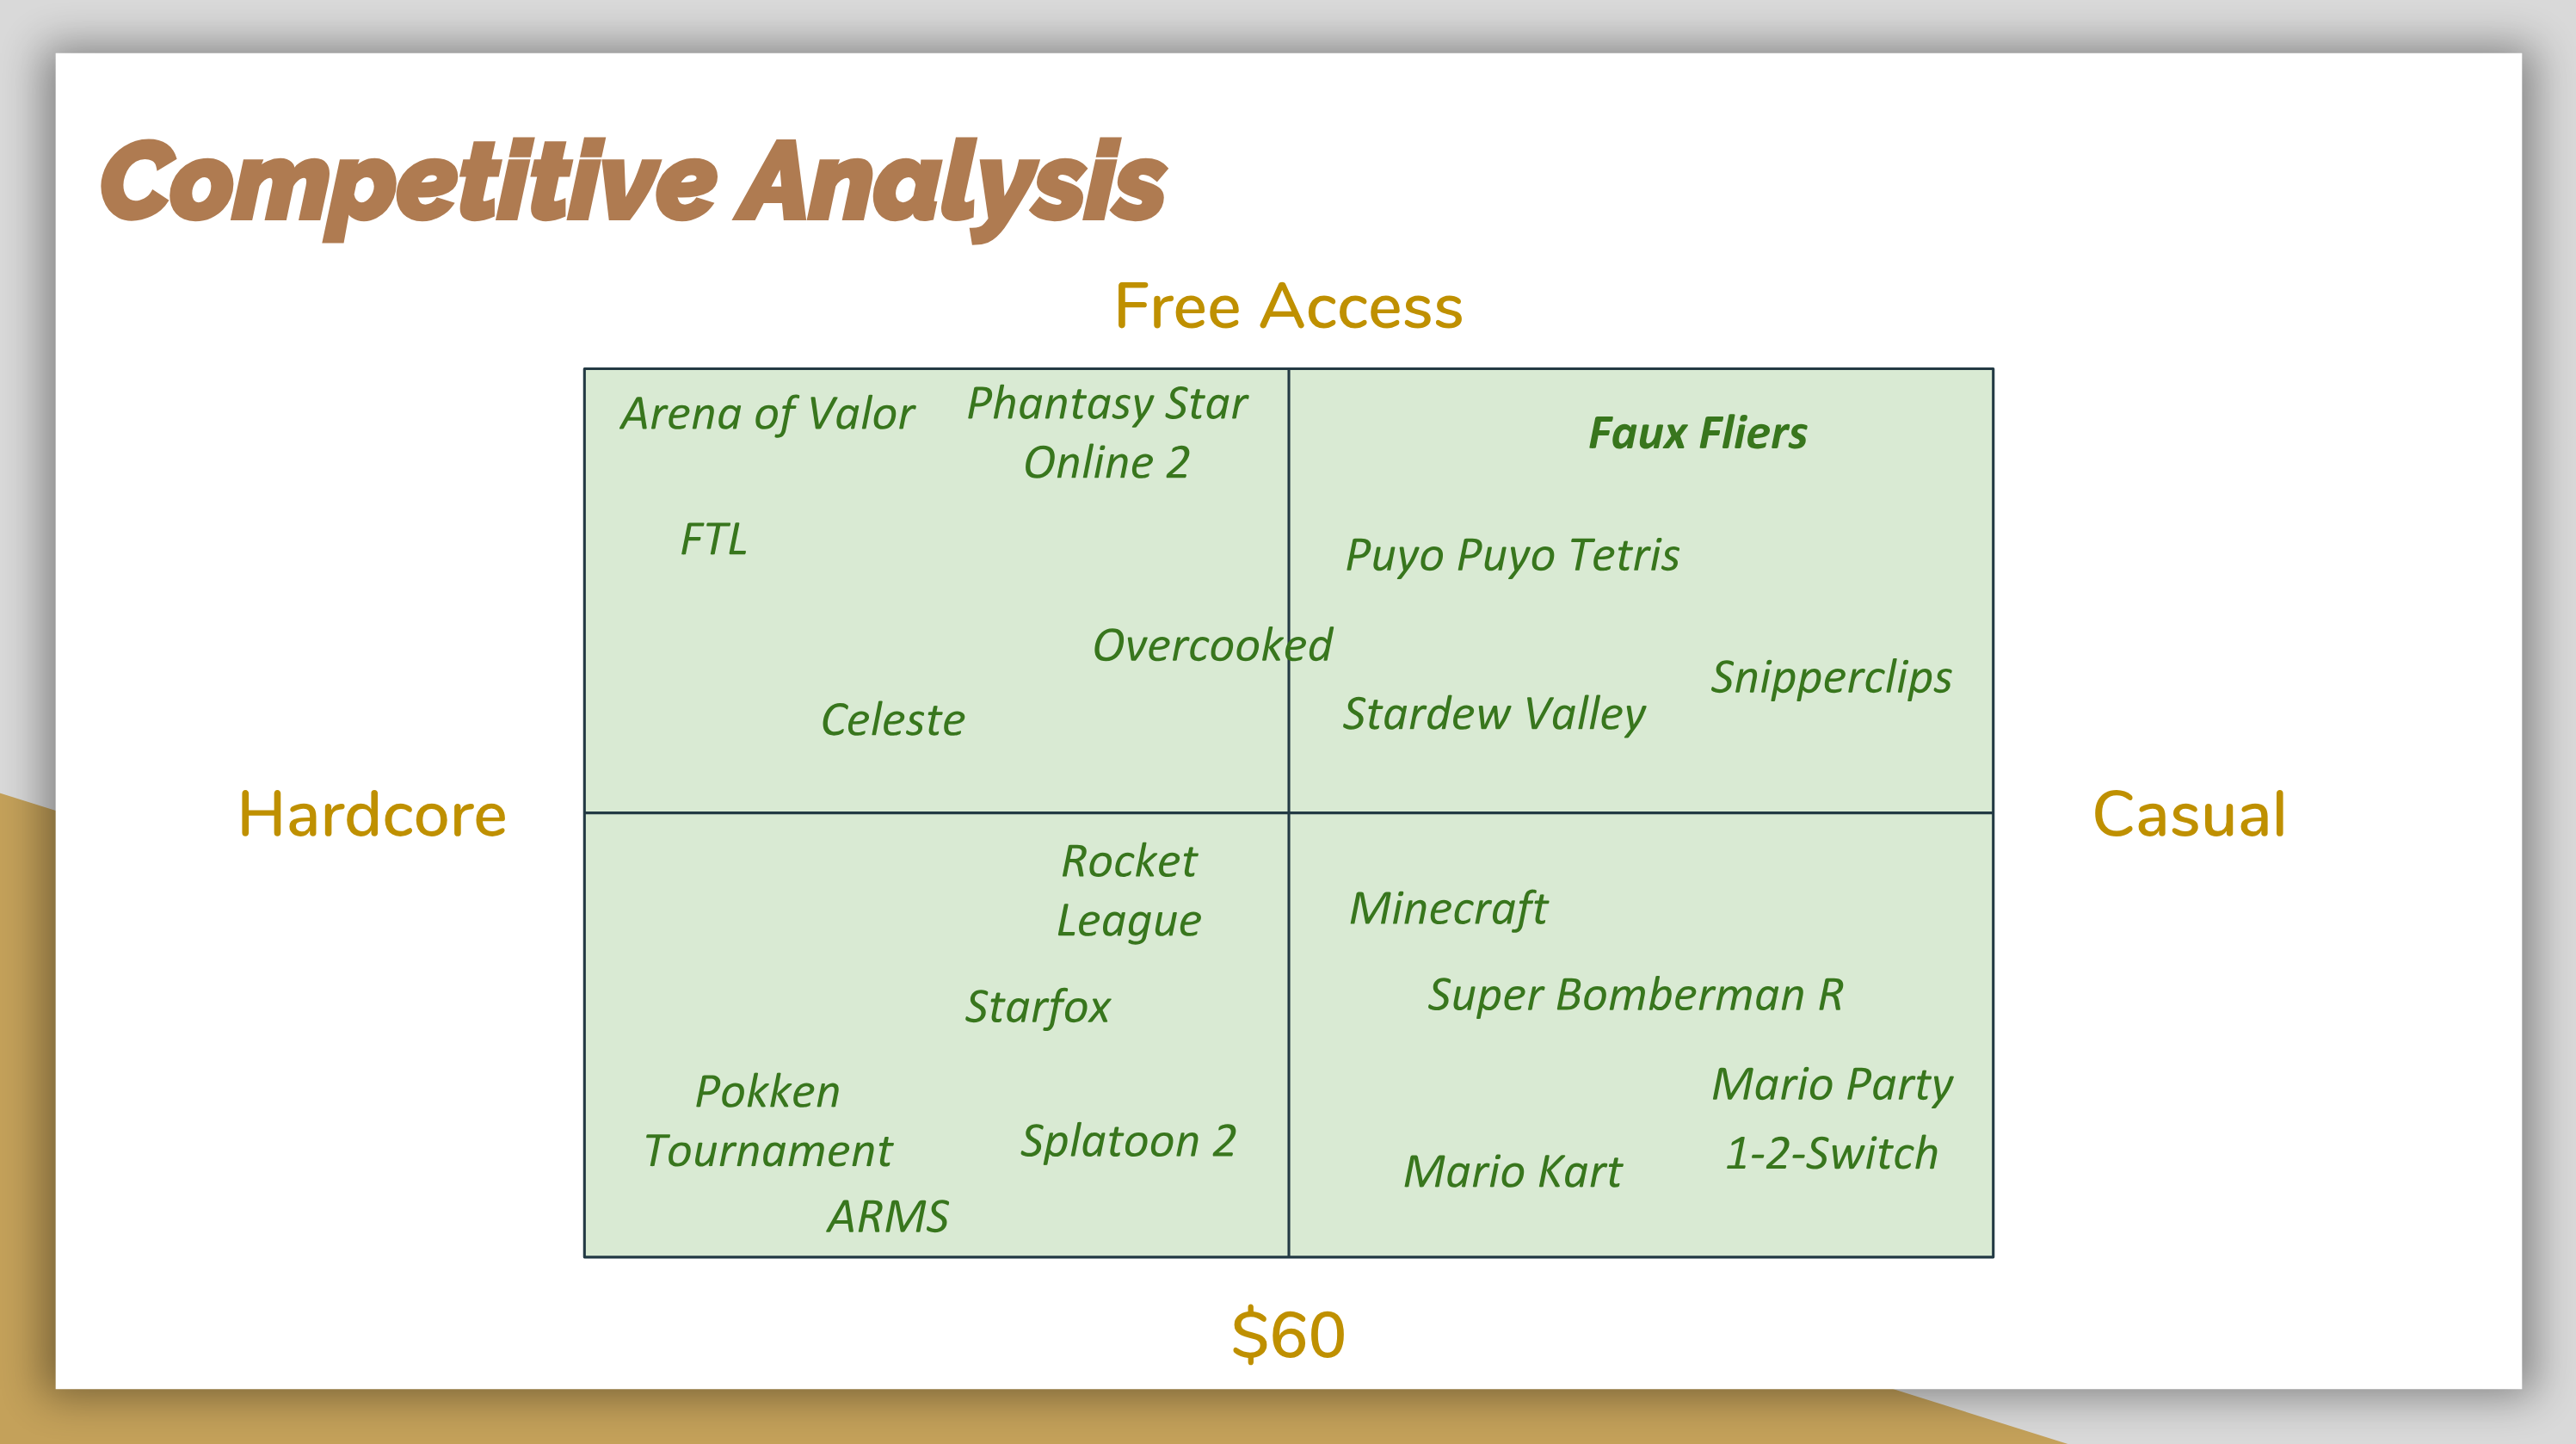 Competitive Analysis
Free Access
Arena of Valor
Phantasy Star
Online 2
Faux Fliers
FTL
Puyo Puyo Tetris
Overcooked
Snipperclips
Celeste
Stardew Valley
Hardcore
Casual
Rocket
League
Minecraft
Starfox
Super Bomberman R
Pokken
Tournament
Mario Party
Splatoon 2
1-2-Switch
Mario Kart
ARMS
$60